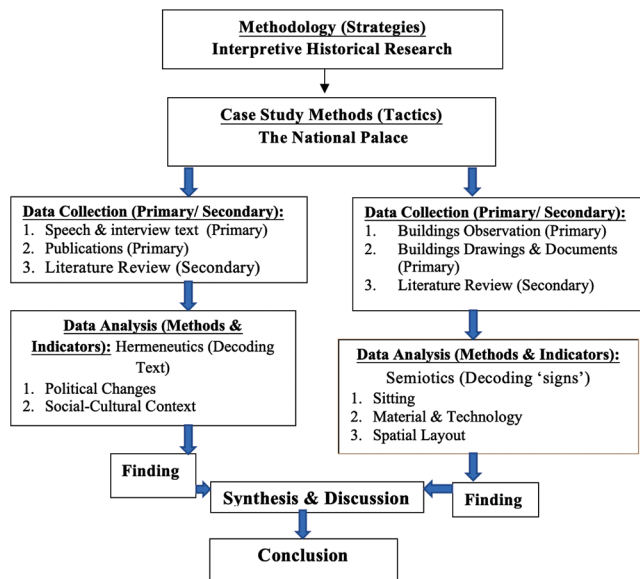 Methodology (Strategies)
Interpretive Historical Research
Case Study Methods (Tactics)
The National Palace
Data Collection (Primary/ Secondary):
1. Speech & interview text (Primary)
2. Publications (Primary)
3. Literature Review (Secondary)
Data Collection (Primary/ Secondary):
1. Buildings Observation (Primary)
2. Buildings Drawings & Documents
(Primary)
3. Literature Review (Secondary)
Data Analysis (Methods &
Indicators): Hermeneutics (Decoding
Text)
1. Political Changes
2. Social-Cultural Context
Data Analysis (Methods & Indicators):
Semiotics (Decoding ‘signs’)
1. Sitting
2. Material & Technology
3. Spatial Layout
Finding
Synthesis & Discussion
Finding
Conclusion